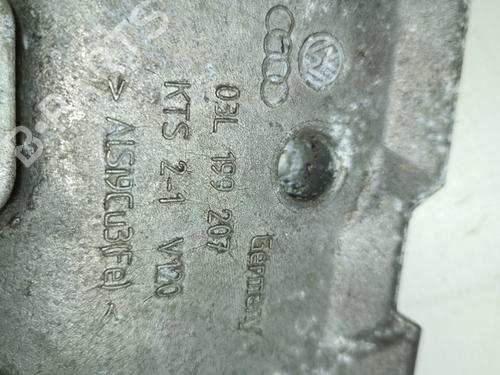 03L 199 207
Germany
KTS 2-1 V120
> AlSi9Cu3(Fe) <
B-PARTS